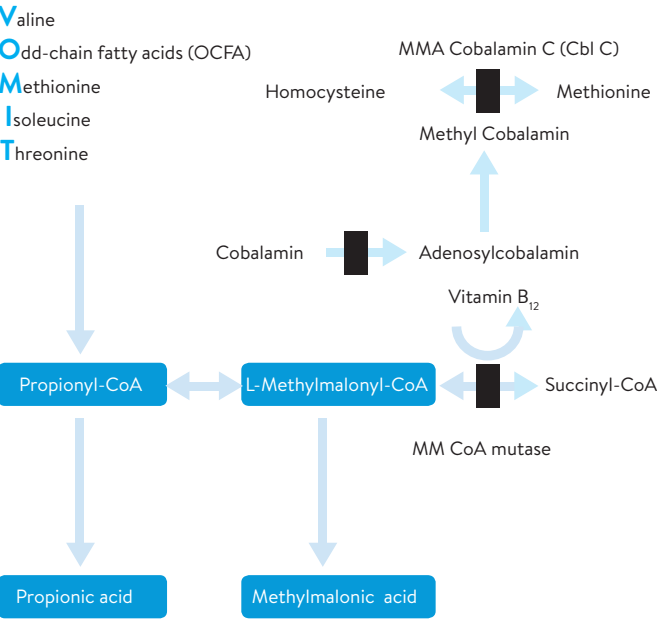 Valine
Odd-chain fatty acids (OCFA)
Methionine
Isoleucine
Threonine
MMA Cobalamin C (Cbl C)
Homocysteine
Methionine
Methyl Cobalamin
Cobalamin
Adenosylcobalamin
Vitamin B12
Propionyl-CoA
L-Methylmalonyl-CoA
Succinyl-CoA
MM CoA mutase
Propionic acid
Methylmalonic acid